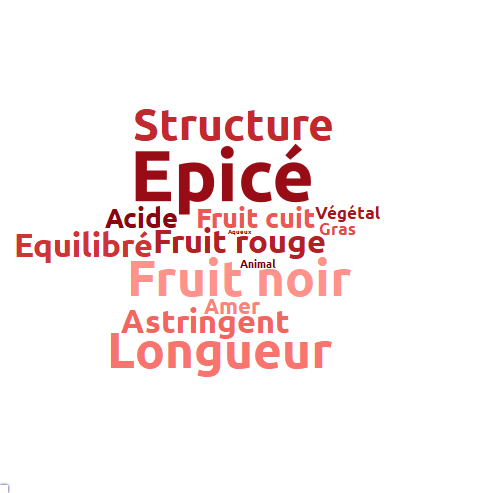 Structure
Epicé
Acide
Fruit cuit
Végétal
Gras
Aqueux
Equilibré
Fruit rouge
Animal
Fruit noir
Amer
Astringent
Longueur